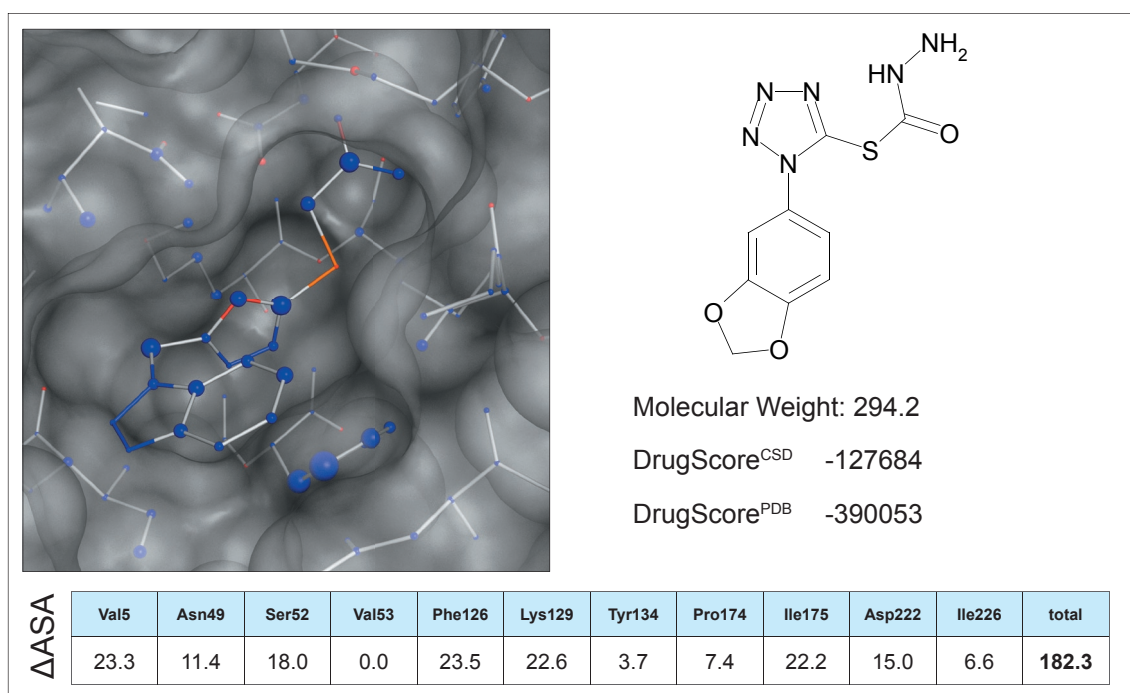 NH2
HN
N N
N
N
S
O
O
O
Molecular Weight: 294.2
DrugScoreCSD -127684
DrugScorePDB -390053
ΔASA
Val5 Asn49 Ser52 Val53 Phe126 Lys129 Tyr134 Pro174 Ile175 Asp222 Ile226 total
23.3 11.4 18.0 0.0 23.5 22.6 3.7 7.4 22.2 15.0 6.6 182.3